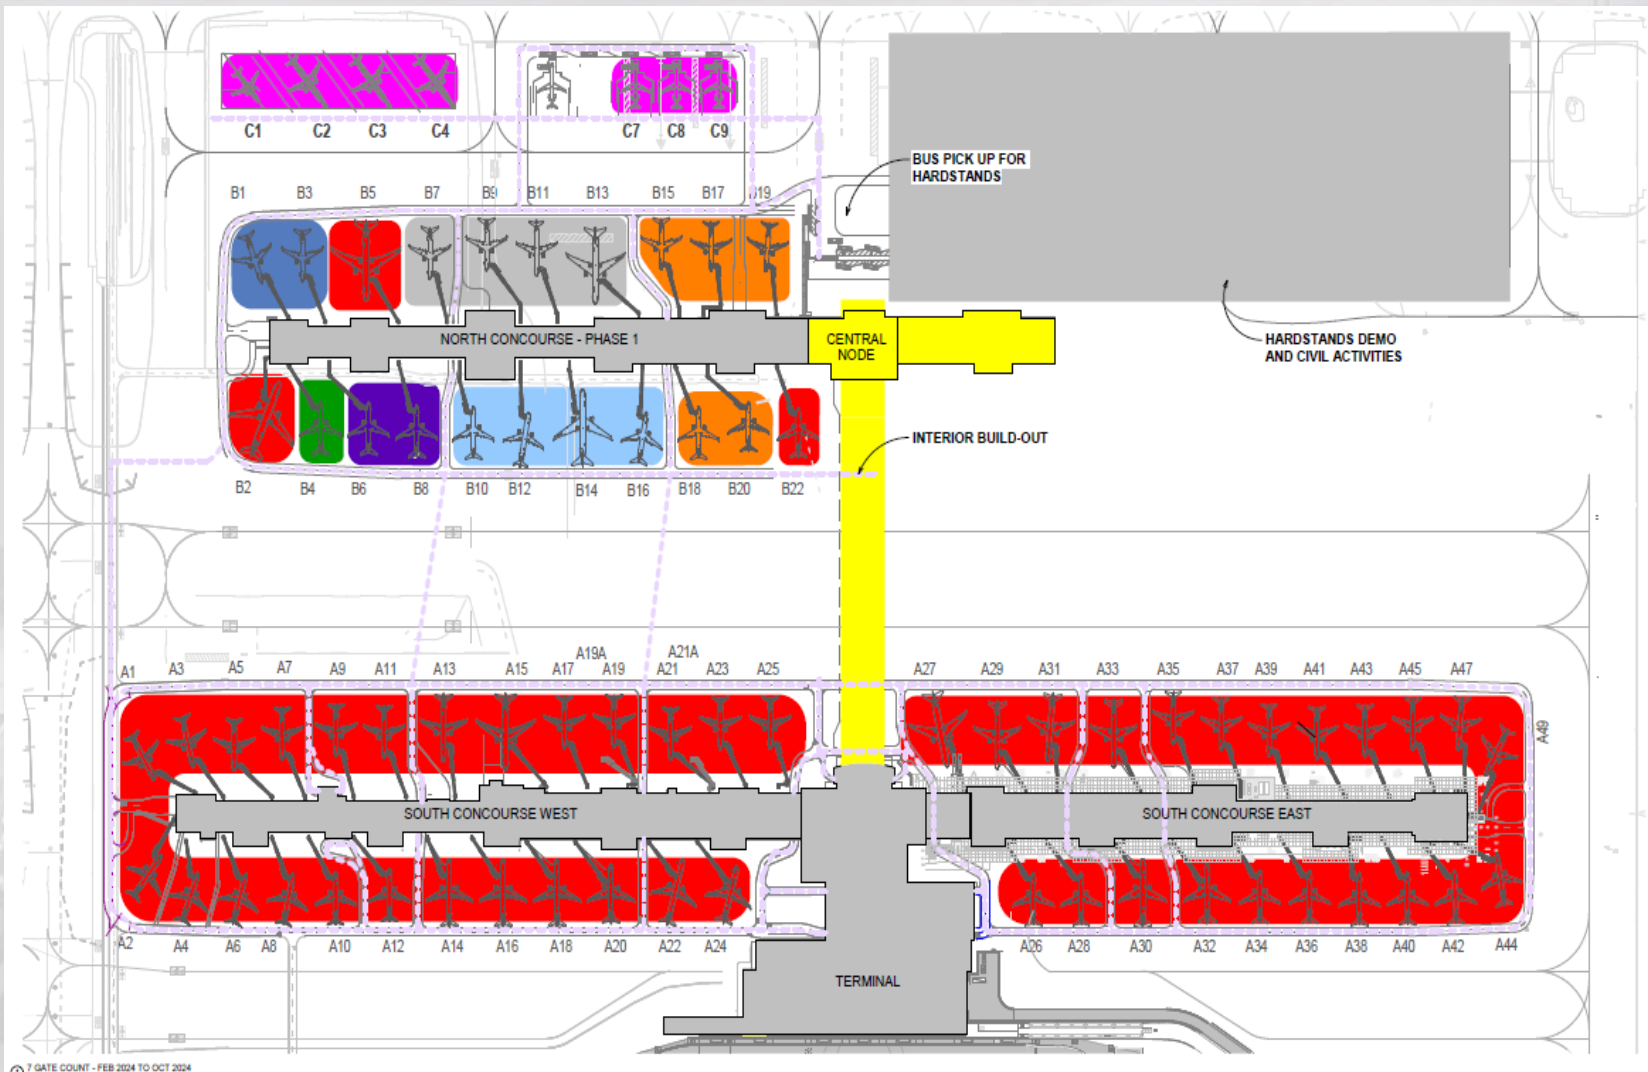 C1 C2 C3 C4 C7 C8 C9
BUS PICK UP FOR
HARDSTANDS
B1 B3 B5 B7 B9 B11 B13 B15 B17 B19
NORTH CONCOURSE - PHASE 1
CENTRAL
NODE
HARDSTANDS DEMO
AND CIVIL ACTIVITIES
INTERIOR BUILD-OUT
B2 B4 B6 B8 B10 B12 B14 B16 B18 B20 B22
A19A A21A
A1 A3 A5 A7 A9 A11 A13 A15 A17 A19 A21 A23 A25 A27 A29 A31 A33 A35 A37 A39 A41 A43 A45 A47
A49
SOUTH CONCOURSE WEST
SOUTH CONCOURSE EAST
A2 A4 A6 A8 A10 A12 A14 A16 A18 A20 A22 A24 A26 A28 A30 A32 A34 A36 A38 A40 A42 A44
TERMINAL
7 GATE COUNT - FEB 2024 TO OCT 2024